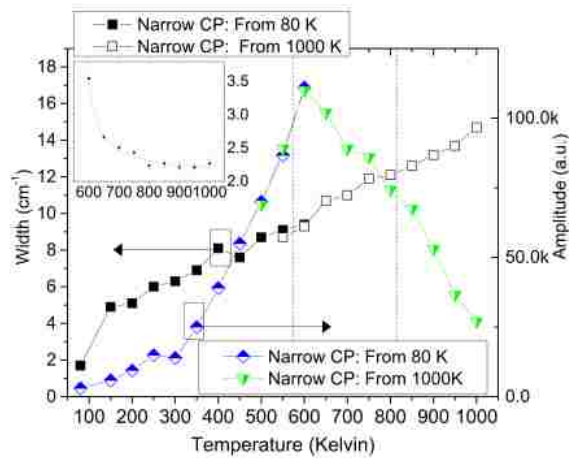 Narrow CP: From 80 K
Narrow CP: From 1000 K
18
16
14
12
10
8
6
4
2
0
Width (cm⁻¹)
3.5
3.0
2.5
2.0
600 700 800 900 1000
100.0k
50.0k
0.0
Amplitude (a.u.)
Narrow CP: From 80 K
Narrow CP: From 1000K
100 200 300 400 500 600 700 800 900 1000
Temperature (Kelvin)